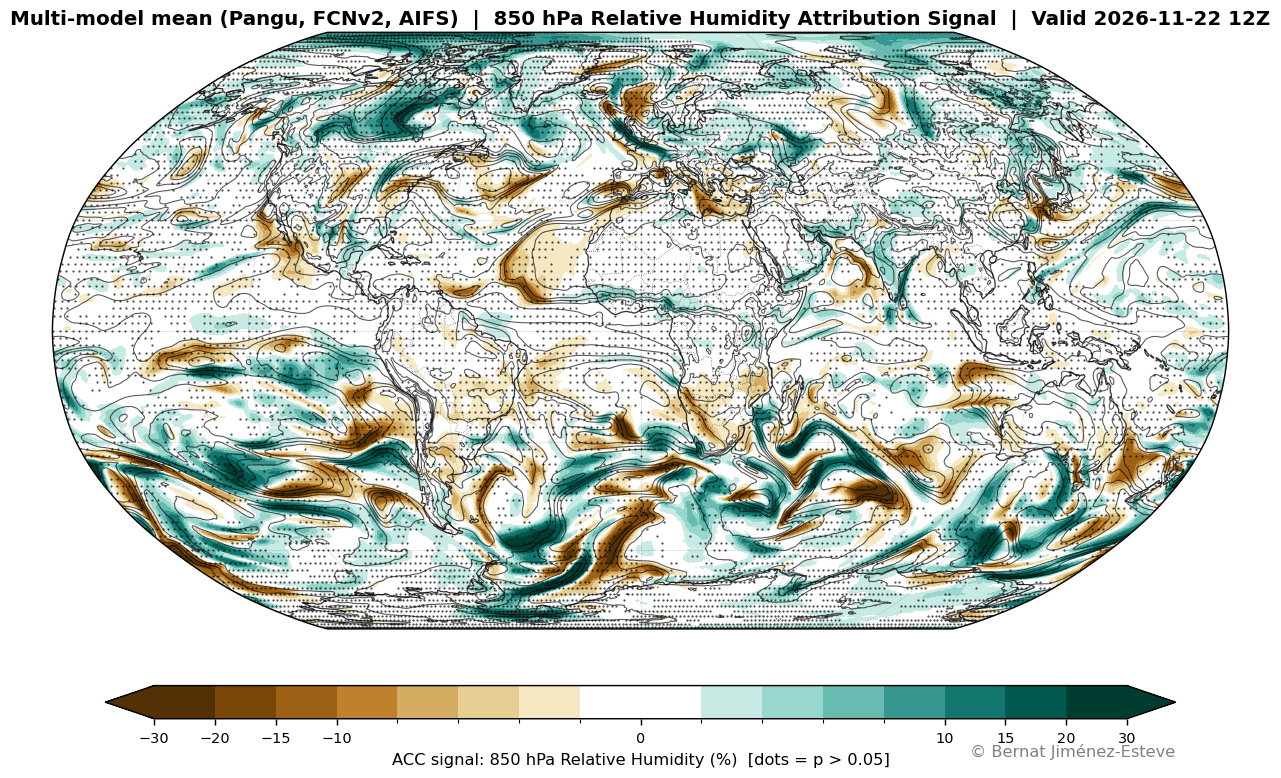 Multi-model mean (Pangu, FCNv2, AIFS)  |  850 hPa Relative Humidity Attribution Signal  |  Valid 2026-11-22 12Z
−30 −20 −15 −10 0 10 15 20 30
ACC signal: 850 hPa Relative Humidity (%)  [dots = p > 0.05]
© Bernat Jiménez-Esteve